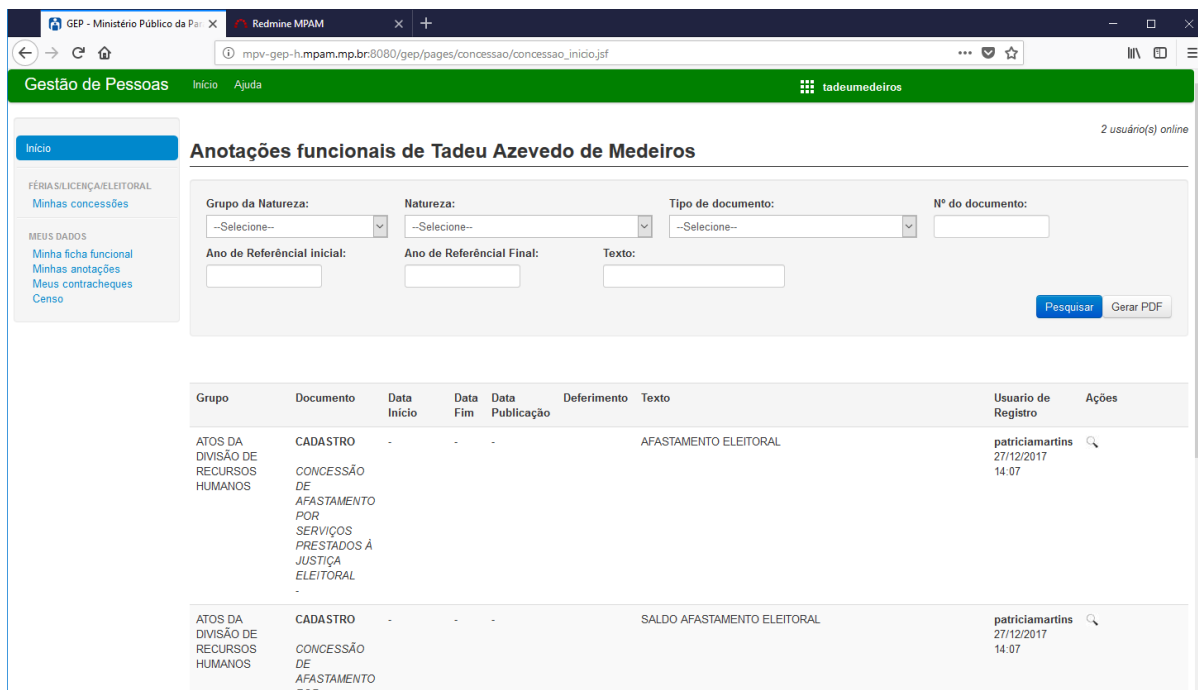 GEP - Ministério Público da Par
Redmine MPAM
mpv-gep-h.mpam.mp.br:8080/gep/pages/concessao/concessao_inicio.jsf
Gestão de Pessoas Início Ajuda tadeumedeiros
2 usuário(s) online
Início
Anotações funcionais de Tadeu Azevedo de Medeiros
FÉRIAS/LICENÇA/ELEITORAL
Minhas concessões
MEUS DADOS
Minha ficha funcional
Minhas anotações
Meus contracheques
Censo
Grupo da Natureza: Natureza: Tipo de documento: Nº do documento:
--Selecione-- --Selecione-- --Selecione--
Ano de Referêncial inicial: Ano de Referêncial Final: Texto:
Pesquisar Gerar PDF
Grupo Documento Data Início Data Fim Data Publicação Deferimento Texto Usuario de Registro Ações
ATOS DA
DIVISÃO DE
RECURSOS
HUMANOS
CADASTRO
CONCESSÃO
DE
AFASTAMENTO
POR
SERVIÇOS
PRESTADOS À
JUSTIÇA
ELEITORAL
-
- - -
AFASTAMENTO ELEITORAL
patriciamartins
27/12/2017
14:07
ATOS DA
DIVISÃO DE
RECURSOS
HUMANOS
CADASTRO
CONCESSÃO
DE
AFASTAMENTO
- - -
SALDO AFASTAMENTO ELEITORAL
patriciamartins
27/12/2017
14:07